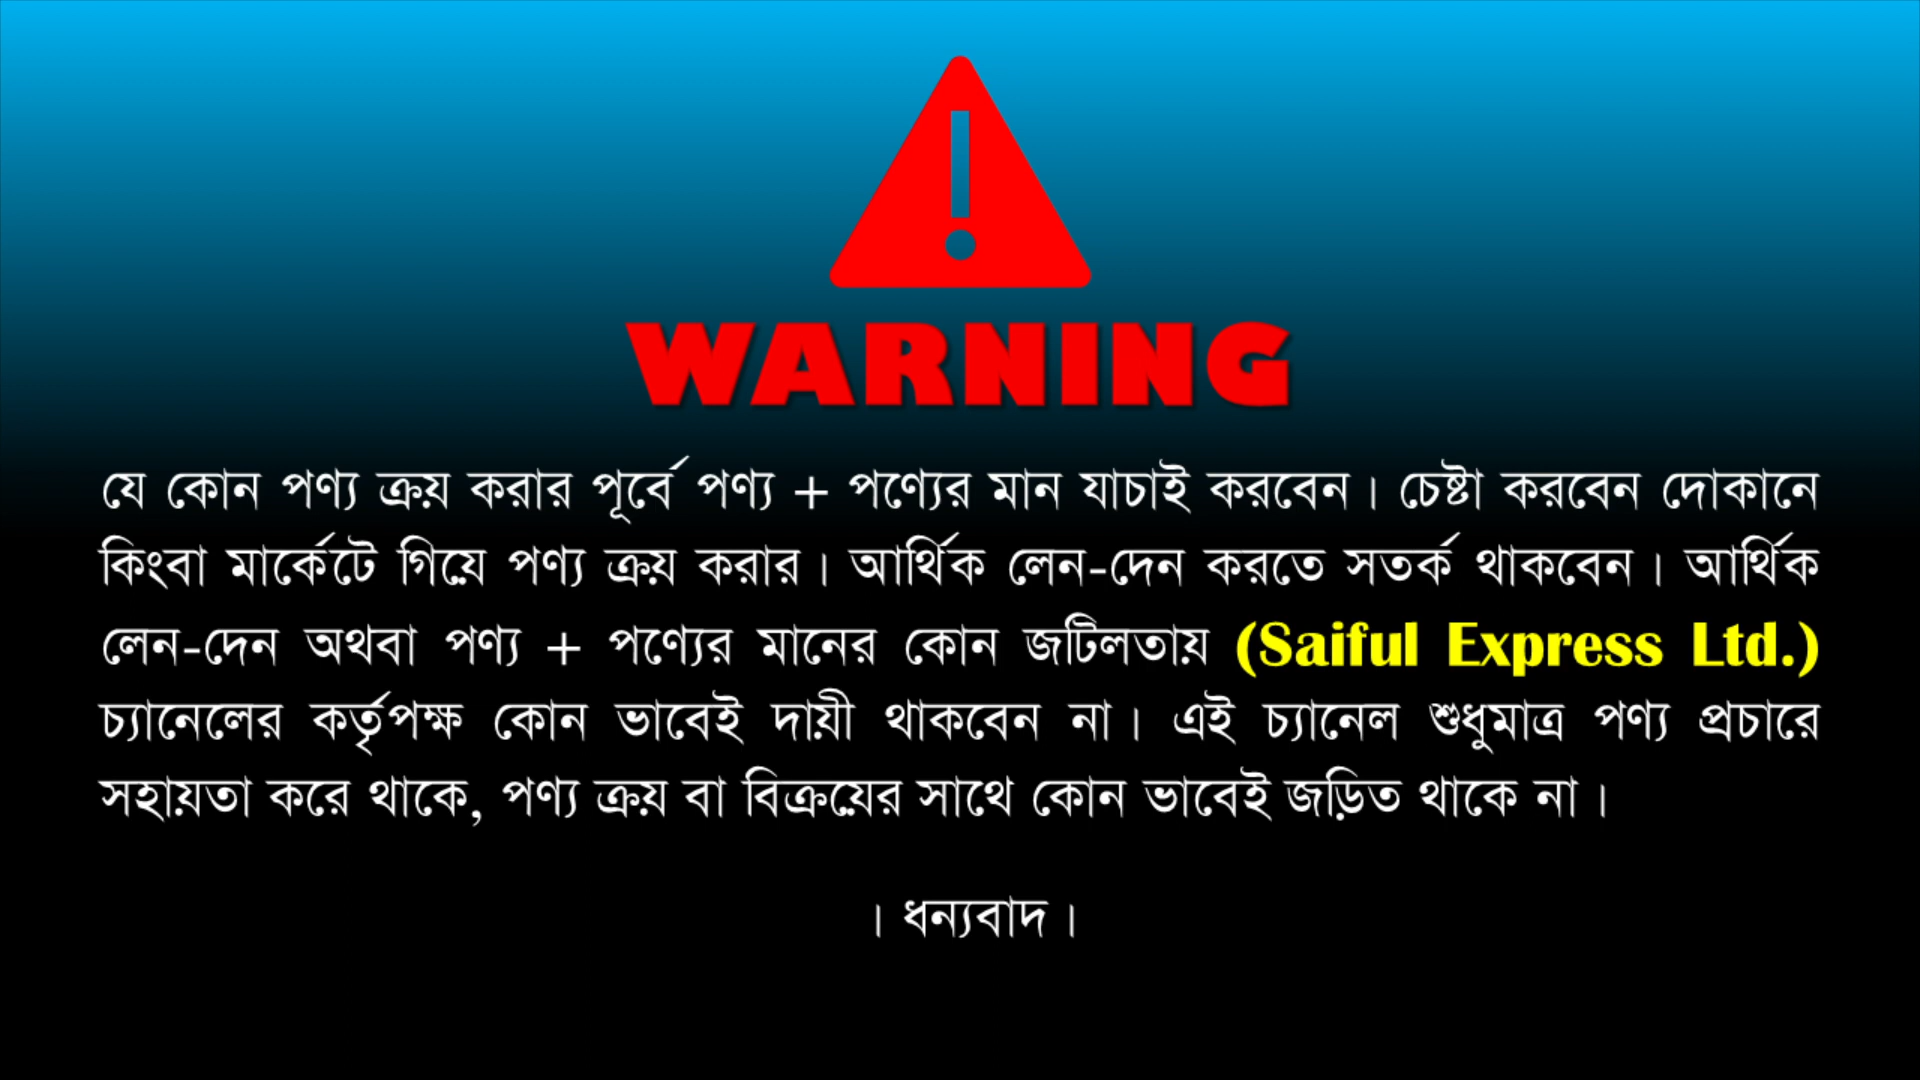 WARNING
যে কোন পণ্য ক্রয় করার পূর্বে পণ্য + পণ্যের মান যাচাই করবেন। চেষ্টা করবেন দোকানে
কিংবা মার্কেটে গিয়ে পণ্য ক্রয় করার। আর্থিক লেন-দেন করতে সতর্ক থাকবেন। আর্থিক
লেন-দেন অথবা পণ্য + পণ্যের মানের কোন জটিলতায় (Saiful Express Ltd.)
চ্যানেলের কর্তৃপক্ষ কোন ভাবেই দায়ী থাকবেন না। এই চ্যানেল শুধুমাত্র পণ্য প্রচারে
সহায়তা করে থাকে, পণ্য ক্রয় বা বিক্রয়ের সাথে কোন ভাবেই জড়িত থাকে না।
। ধন্যবাদ।